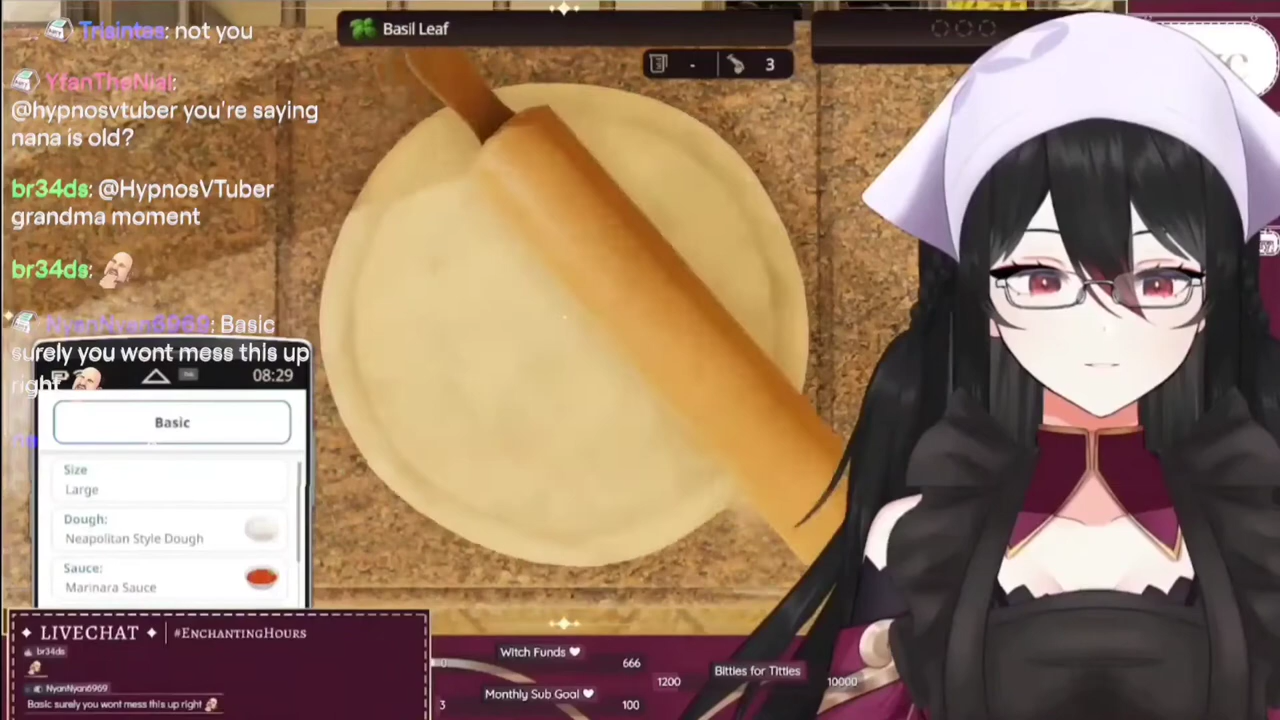 Trisintas: not you
YfanTheNial:
@hypnosvtuber you're saying
nana is old?
br34ds: @HypnosVTuber
grandma moment
br34ds:
NyanNyan6969: Basic
surely you wont mess this up
right
Basil Leaf
- 3
08:29
Basic
Size
Large
Dough:
Neapolitan Style Dough
Sauce:
Marinara Sauce
LIVECHAT #ENCHANTINGHOURS
br34ds
NyanNyan6969
Basic surely you wont mess this up right
Witch Funds
0 666
Monthly Sub Goal
3 100
1200
Bitties for Titties
10000